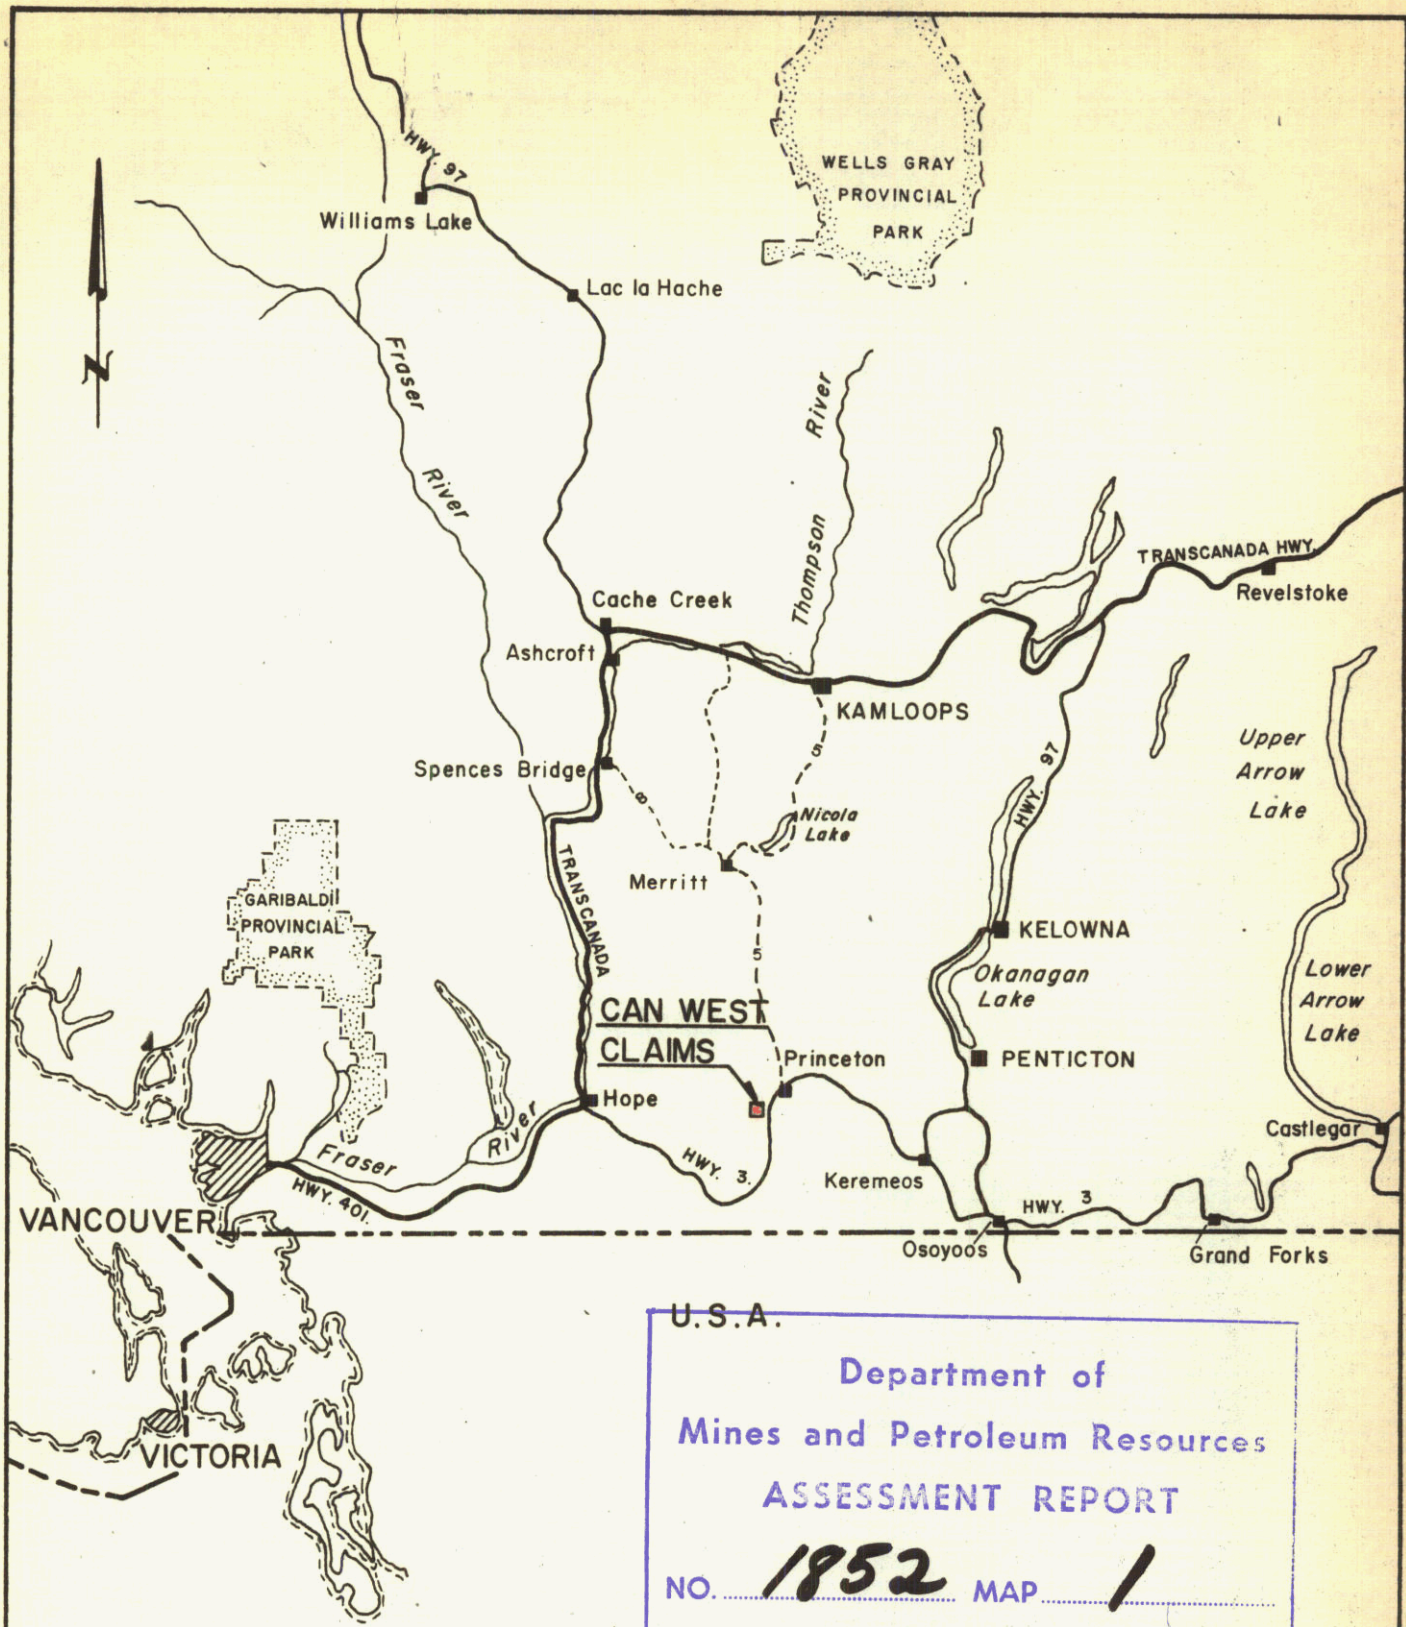 HWY. 97
Williams Lake
Lac la Hache
WELLS GRAY
PROVINCIAL
PARK
N
Fraser
River
Thompson River
TRANSCANADA HWY.
Revelstoke
Cache Creek
Ashcroft
KAMLOOPS
5
Spences Bridge
8
Nicola
Lake
Merritt
HWY. 97
Upper
Arrow
Lake
GARIBALDI
PROVINCIAL
PARK
TRANSCANADA
5
KELOWNA
Okanagan
Lake
Lower
Arrow
Lake
CAN WEST
CLAIMS
Princeton
PENTICTON
Hope
Fraser River
HWY. 401.
HWY. 3.
Keremeos
Castlegar
HWY. 3
Osoyoos
Grand Forks
VANCOUVER
U.S.A.
VICTORIA
Department of
Mines and Petroleum Resources
ASSESSMENT REPORT
NO. 1852 MAP 1